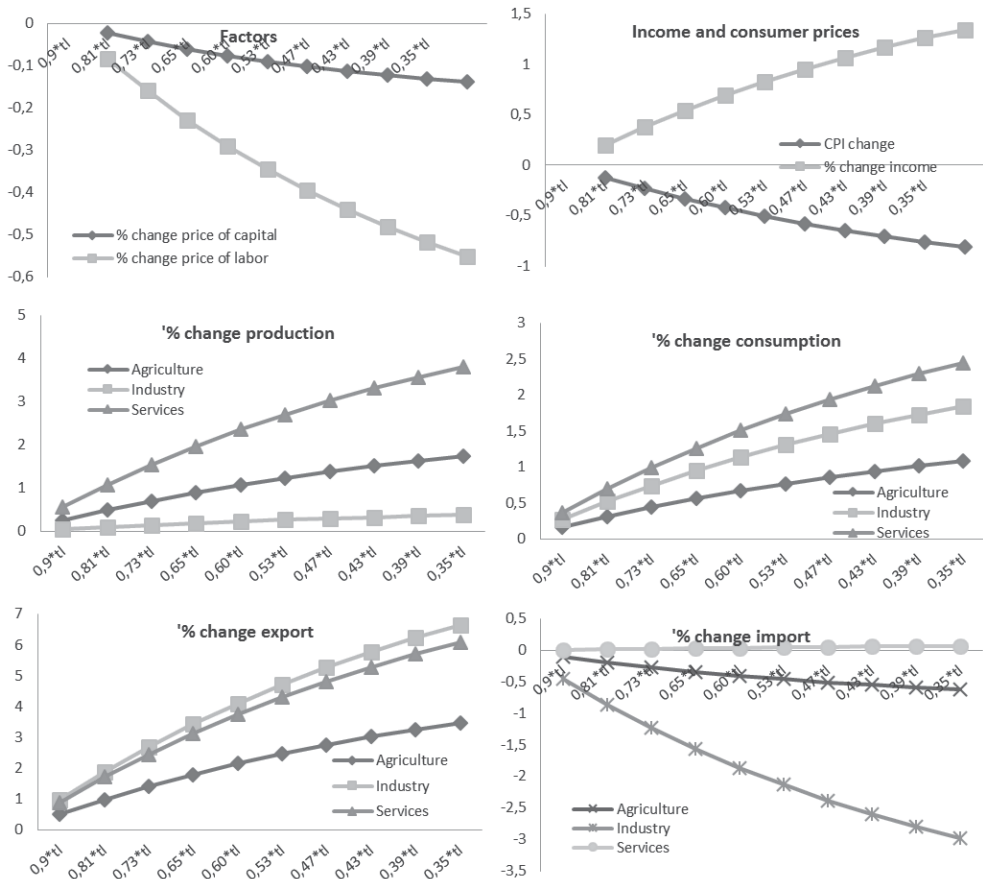 Factors
0
-0,1
-0,2
-0,3
-0,4
-0,5
-0,6
0,9*tl
0,81*tl
0,73*tl
0,65*tl
0,60*tl
0,53*tl
0,47*tl
0,43*tl
0,39*tl
0,35*tl
% change price of capital
% change price of labor
Income and consumer prices
1,5
1
0,5
0
-0,5
-1
CPI change
% change income
0,9*tl
0,81*tl
0,73*tl
0,65*tl
0,60*tl
0,53*tl
0,47*tl
0,43*tl
0,39*tl
0,35*tl
'% change production
5
4
3
2
1
0
Agriculture
Industry
Services
0,9*tl
0,81*tl
0,73*tl
0,65*tl
0,60*tl
0,53*tl
0,47*tl
0,43*tl
0,39*tl
0,35*tl
'% change consumption
3
2,5
2
1,5
1
0,5
0
Agriculture
Industry
Services
0,9*tl
0,81*tl
0,73*tl
0,65*tl
0,60*tl
0,53*tl
0,47*tl
0,43*tl
0,39*tl
0,35*tl
'% change export
7
6
5
4
3
2
1
0
Agriculture
Industry
Services
0,9*tl
0,81*tl
0,73*tl
0,65*tl
0,60*tl
0,53*tl
0,47*tl
0,43*tl
0,39*tl
0,35*tl
'% change import
0,5
0
-0,5
-1
-1,5
-2
-2,5
-3
-3,5
0,9*tl
0,81*tl
0,73*tl
0,65*tl
0,60*tl
0,53*tl
0,47*tl
0,43*tl
0,39*tl
0,35*tl
Agriculture
Industry
Services